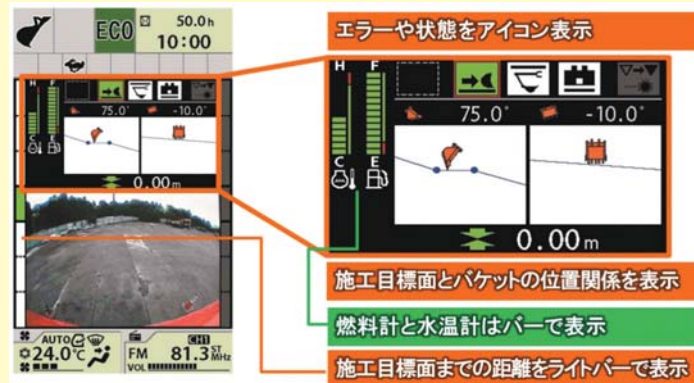 ECO
50.0h
10:00
H F
75.0° -10.0°
C E
0.00m
AUTO
24.0℃
CH1
FM 81.3 ST MHz
VOL
エラーや状態をアイコン表示
H F
75.0° -10.0°
C E
0.00m
施工目標面とバケットの位置関係を表示
燃料計と水温計はバーで表示
施工目標面までの距離をライトバーで表示